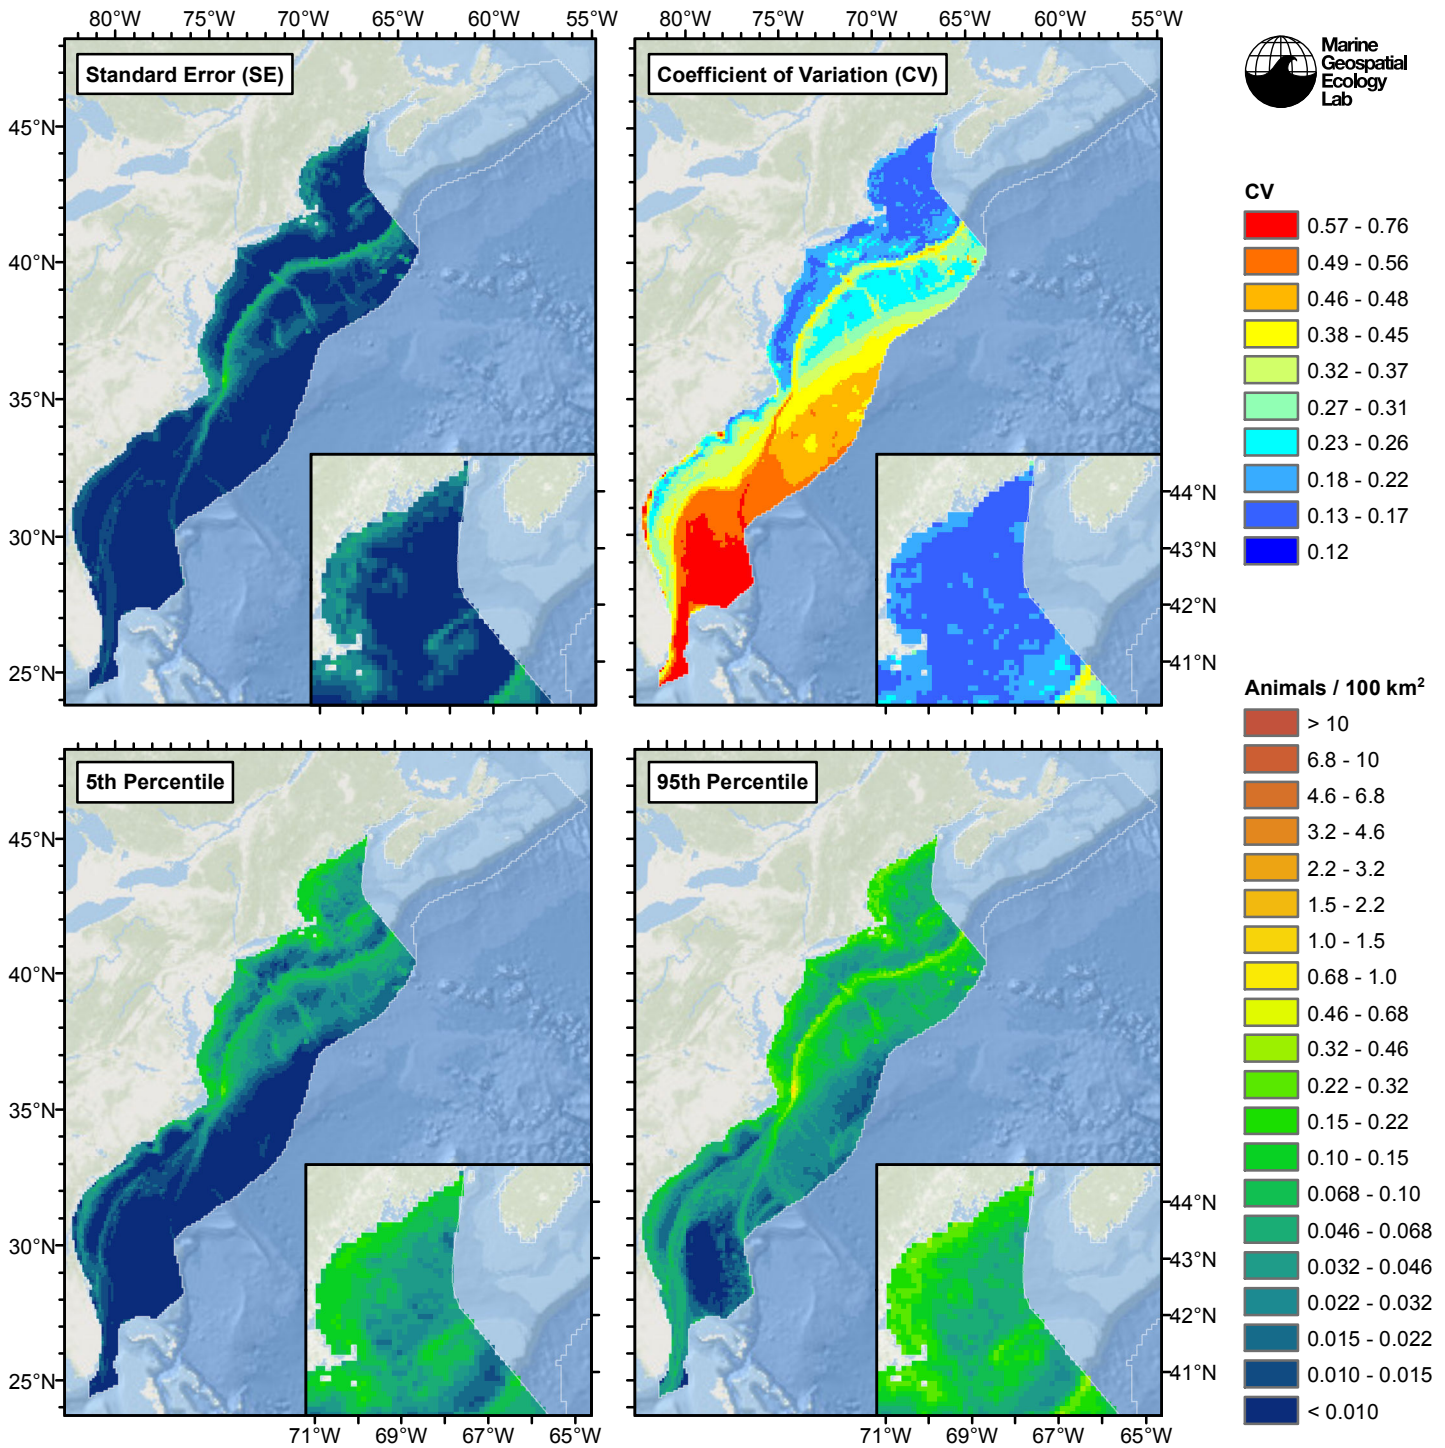 80°W 75°W 70°W 65°W 60°W 55°W
80°W 75°W 70°W 65°W 60°W 55°W
Standard Error (SE)
Coefficient of Variation (CV)
Marine
Geospatial
Ecology
Lab
45°N
40°N
35°N
30°N
25°N
44°N
43°N
42°N
41°N
CV
0.57 - 0.76
0.49 - 0.56
0.46 - 0.48
0.38 - 0.45
0.32 - 0.37
0.27 - 0.31
0.23 - 0.26
0.18 - 0.22
0.13 - 0.17
0.12
5th Percentile
95th Percentile
45°N
40°N
35°N
30°N
25°N
44°N
43°N
42°N
41°N
71°W 69°W 67°W 65°W
71°W 69°W 67°W 65°W
Animals / 100 km²
> 10
6.8 - 10
4.6 - 6.8
3.2 - 4.6
2.2 - 3.2
1.5 - 2.2
1.0 - 1.5
0.68 - 1.0
0.46 - 0.68
0.32 - 0.46
0.22 - 0.32
0.15 - 0.22
0.10 - 0.15
0.068 - 0.10
0.046 - 0.068
0.032 - 0.046
0.022 - 0.032
0.015 - 0.022
0.010 - 0.015
< 0.010